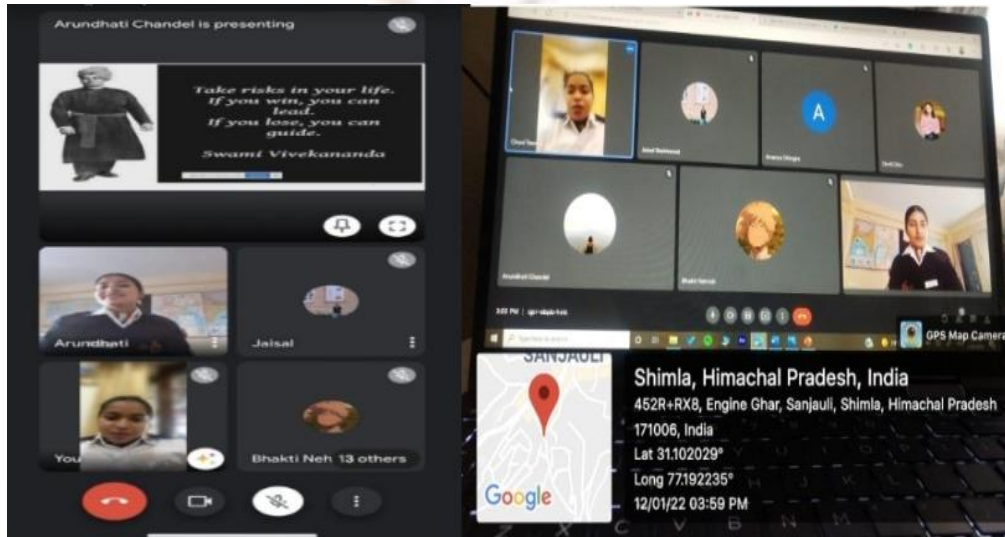 Arundhati Chandel is presenting
Take risks in your life.
If you win, you can
lead.
If you lose, you can
guide.
Swami Vivekananda
Arundhati
Jaisal
You
Bhakti Neh 13 others
A
Arundhati Chandel
GPS Map Camera
SANJAULI
Google
Shimla, Himachal Pradesh, India
452R+RX8, Engine Ghar, Sanjauli, Shimla, Himachal Pradesh
171006, India
Lat 31.102029°
Long 77.192235°
12/01/22 03:59 PM